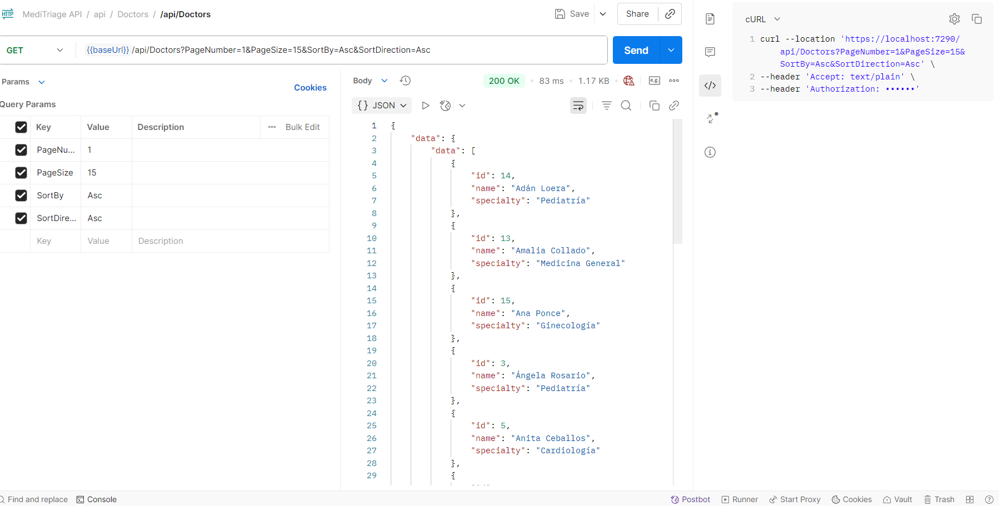 HTTP MediTriage API / api / Doctors / /api/Doctors
Save
Share
GET
{{baseUrl}}/api/Doctors?PageNumber=1&PageSize=15&SortBy=Asc&SortDirection=Asc
Send
Params
Cookies
Query Params
Key Value Description ••• Bulk Edit
PageNu... 1
PageSize 15
SortBy Asc
SortDire... Asc
Key Value Description
Body
200 OK • 83 ms • 1.17 KB • e.g. •••
{} JSON
1 {
2 "data": {
3 "data": [
4 {
5 "id": 14,
6 "name": "Adán Loera",
7 "specialty": "Pediatría"
8 },
9 {
10 "id": 13,
11 "name": "Amalia Collado",
12 "specialty": "Medicina General"
13 },
14 {
15 "id": 15,
16 "name": "Ana Ponce",
17 "specialty": "Ginecología"
18 },
19 {
20 "id": 3,
21 "name": "Ángela Rosario",
22 "specialty": "Pediatría"
23 },
24 {
25 "id": 5,
26 "name": "Anita Ceballos",
27 "specialty": "Cardiología"
28 },
29 {
cURL
1 curl --location 'https://localhost:7290/
api/Doctors?PageNumber=1&PageSize=15&
SortBy=Asc&SortDirection=Asc' \
2 --header 'Accept: text/plain' \
3 --header 'Authorization: ••••••'
Find and replace
Console
Postbot
Runner
Start Proxy
Cookies
Vault
Trash